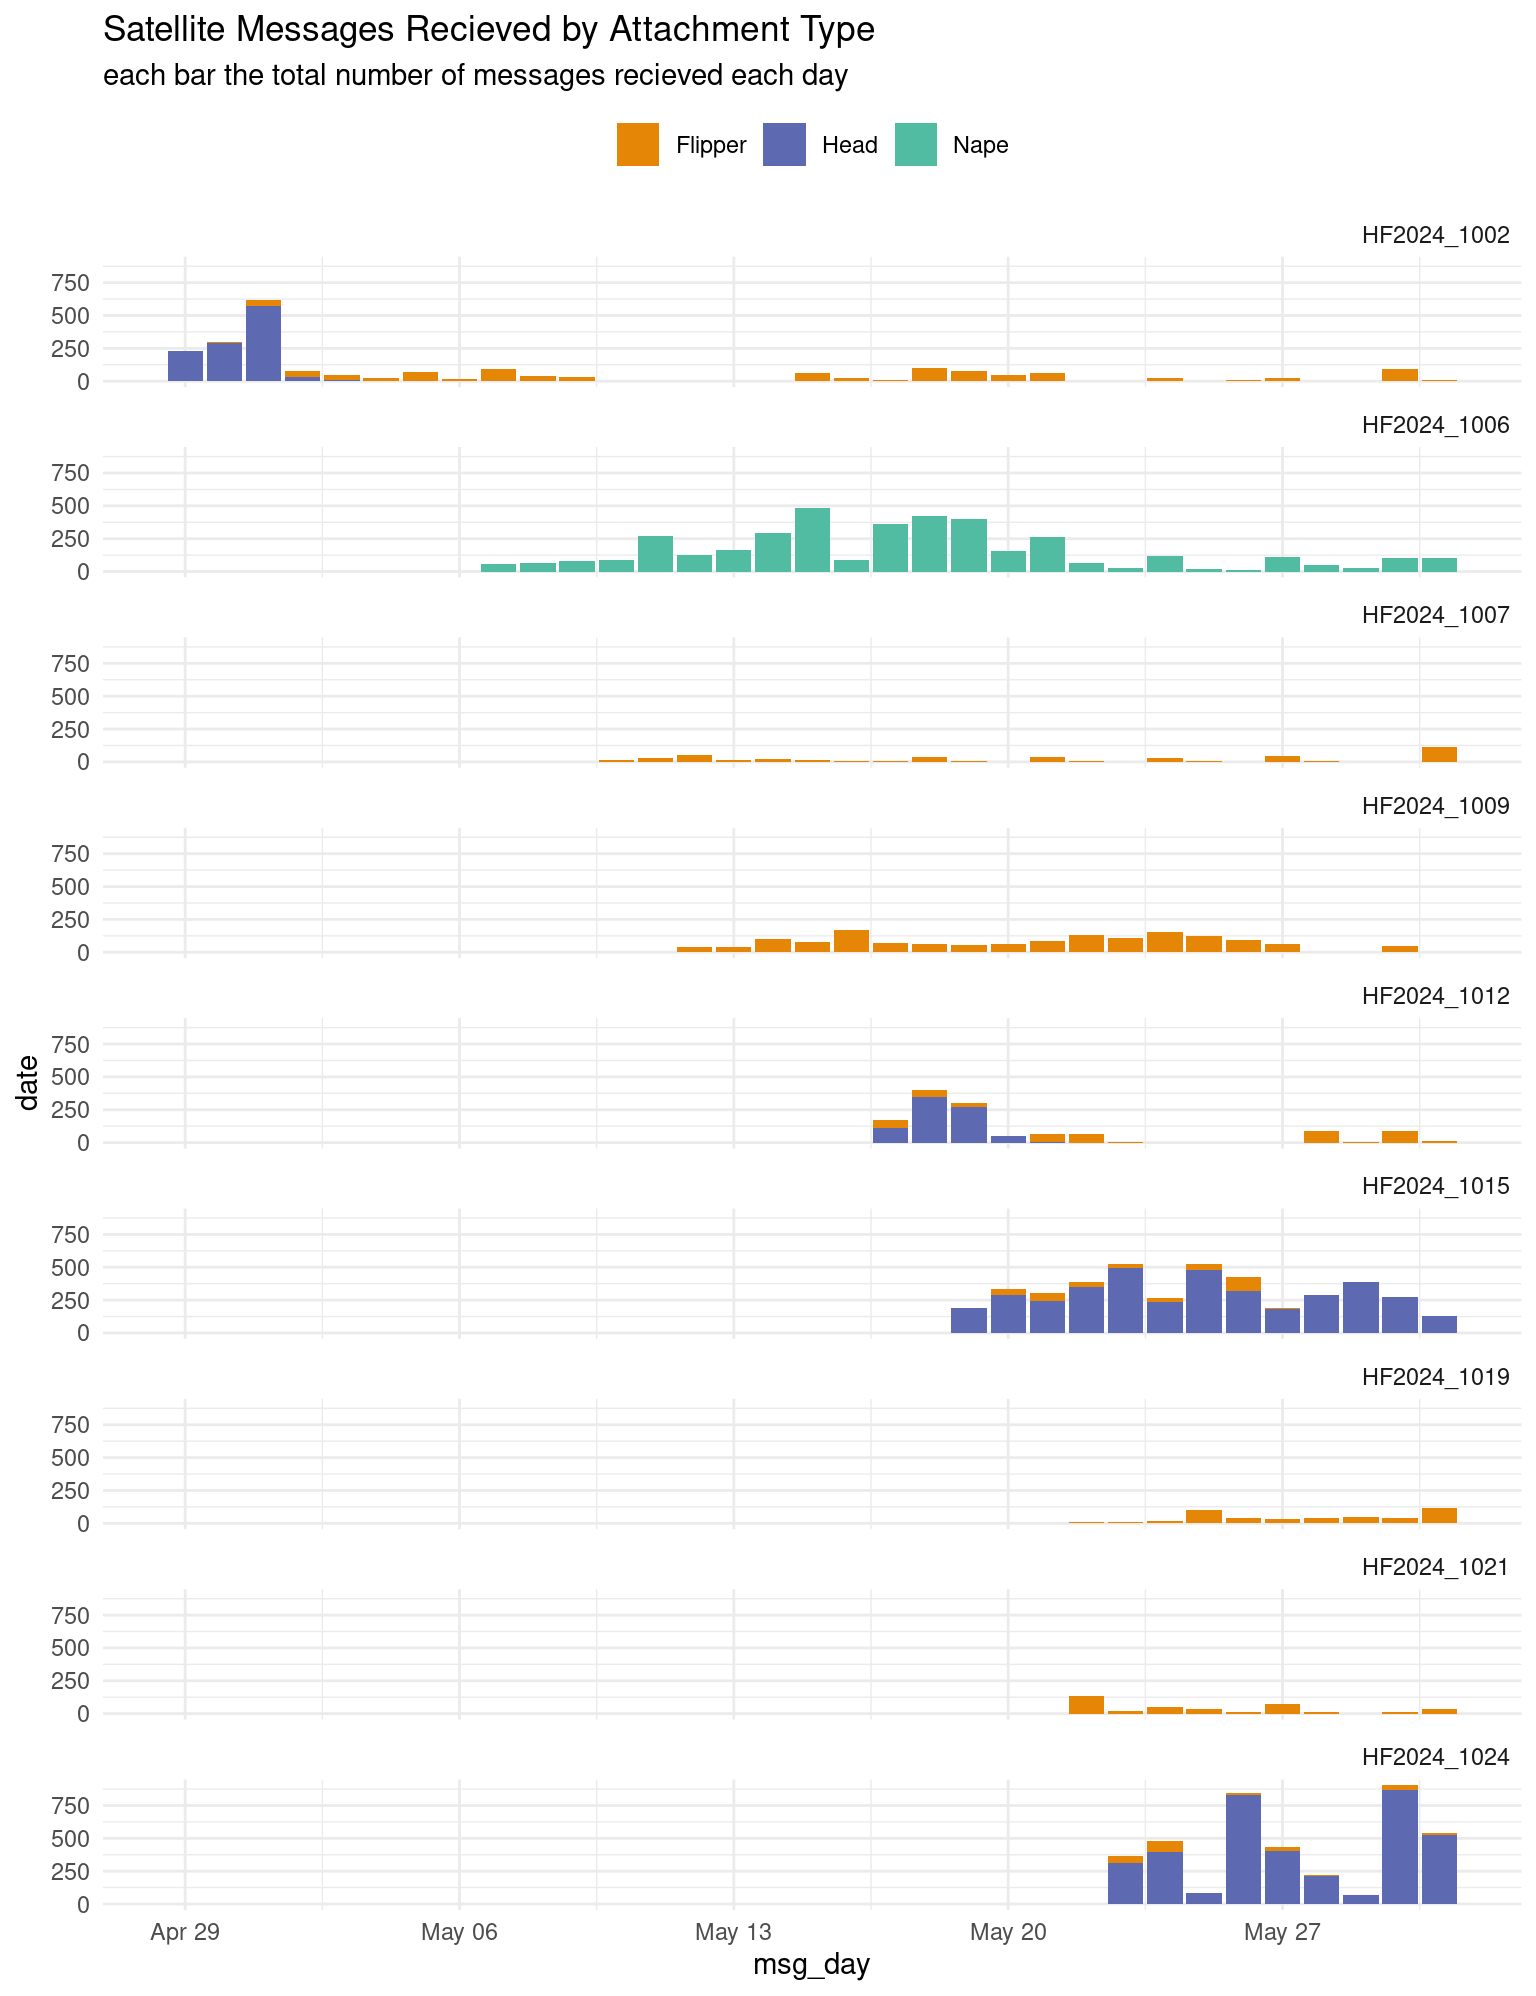 Satellite Messages Recieved by Attachment Type
each bar the total number of messages recieved each day
Flipper Head Nape
HF2024_1002
750
500
250
0
HF2024_1006
750
500
250
0
HF2024_1007
750
500
250
0
HF2024_1009
750
500
250
0
HF2024_1012
750
500
250
0
date
HF2024_1015
750
500
250
0
HF2024_1019
750
500
250
0
HF2024_1021
750
500
250
0
HF2024_1024
750
500
250
0
Apr 29 May 06 May 13 May 20 May 27
msg_day